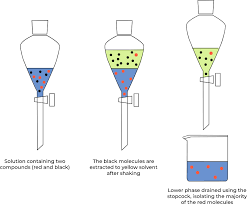 Solution containing two
compounds (red and black)
The black molecules are
extracted to yellow solvent
after shaking
Lower phase drained using the
stopcock, isolating the majority
of the red molecules